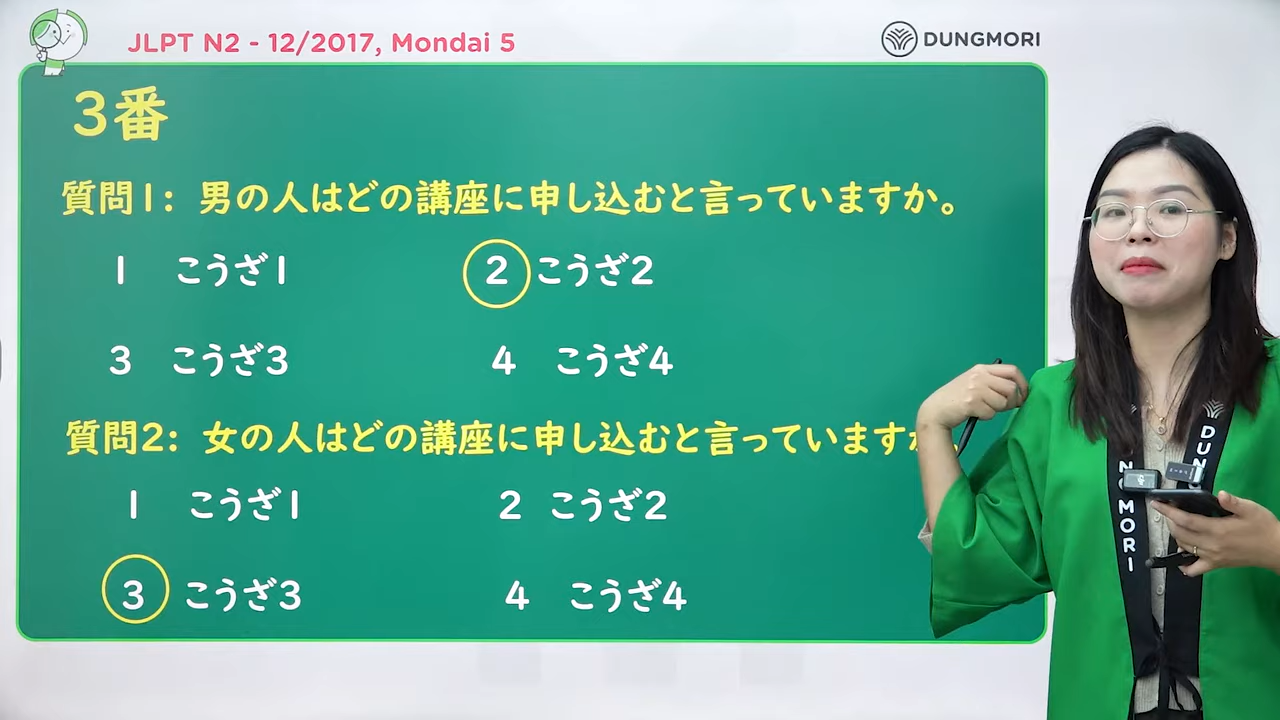 JLPT N2 - 12/2017, Mondai 5
DUNGMORI
3番
質問1: 男の人はどの講座に申し込むと言っていますか。
1 こうざ1
2 こうざ2
3 こうざ3
4 こうざ4
質問2: 女の人はどの講座に申し込むと言っています
1 こうざ1
2 こうざ2
3 こうざ3
4 こうざ4
MORI